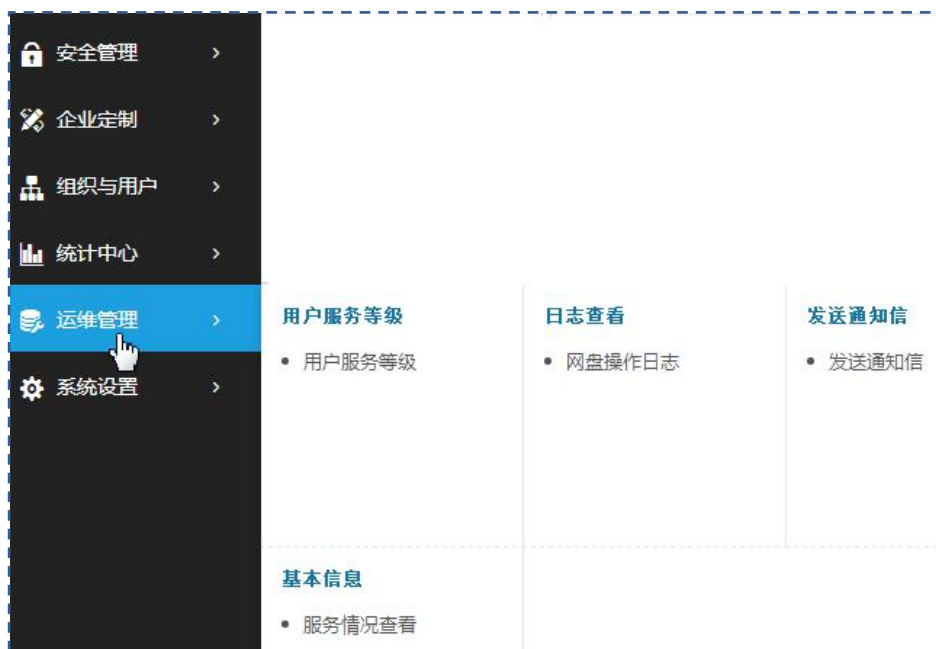 安全管理
企业定制
组织与用户
统计中心
运维管理
系统设置
用户服务等级
用户服务等级
日志查看
网盘操作日志
发送通知信
发送通知信
基本信息
服务情况查看